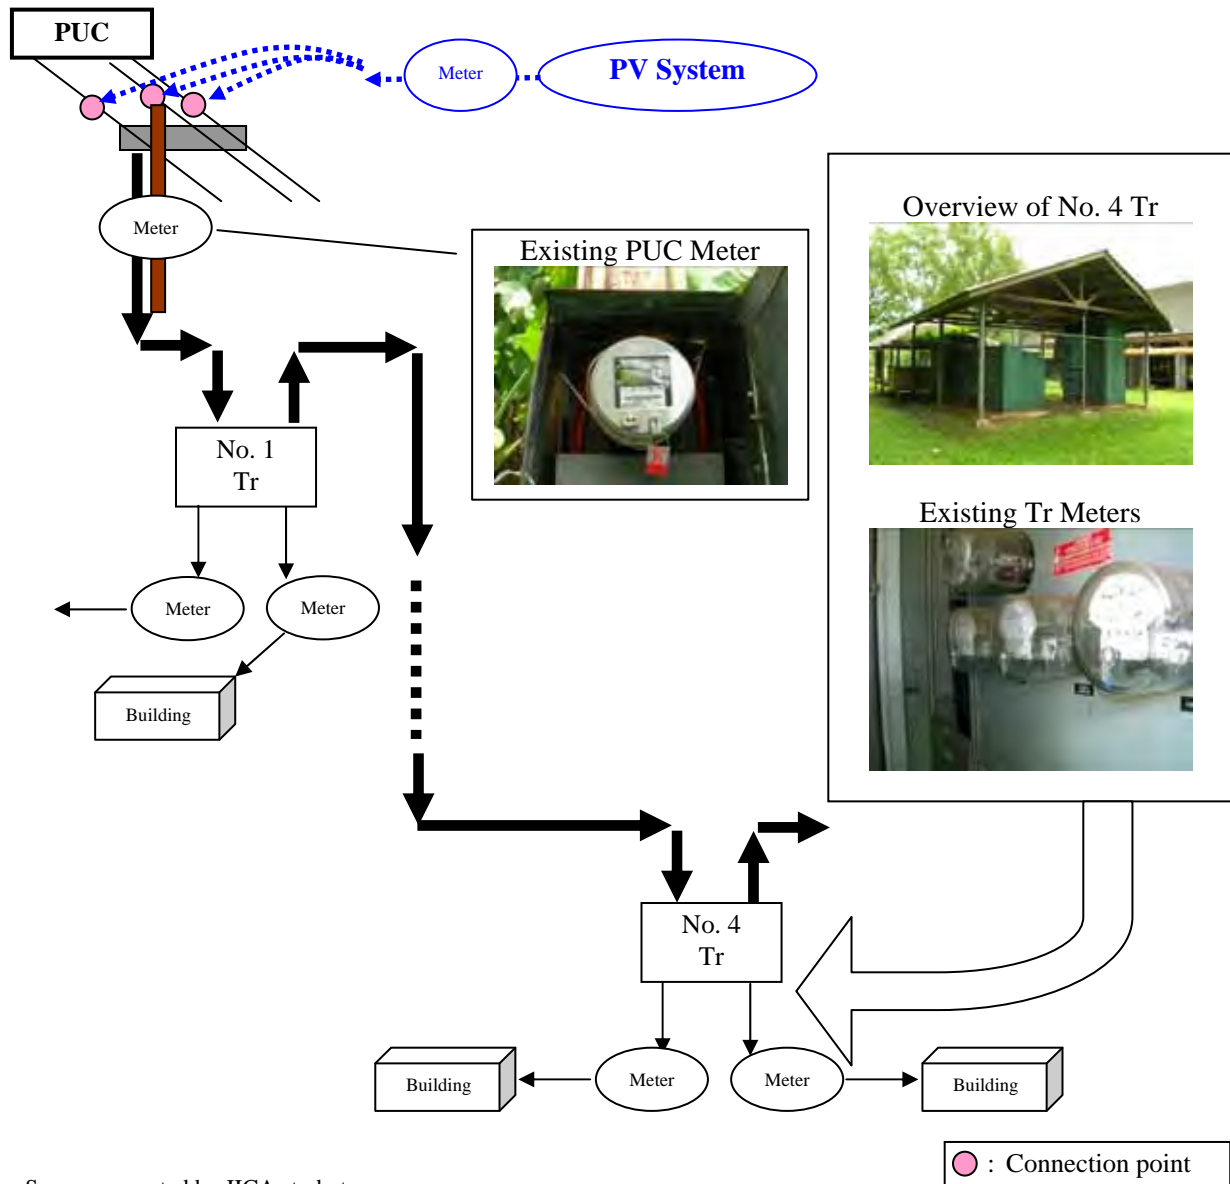 PUC
Meter
PV System
Meter
Overview of No. 4 Tr
Existing PUC Meter
No. 1
Tr
Existing Tr Meters
Meter
Meter
Building
No. 4
Tr
Building
Meter
Meter
Building
: Connection point